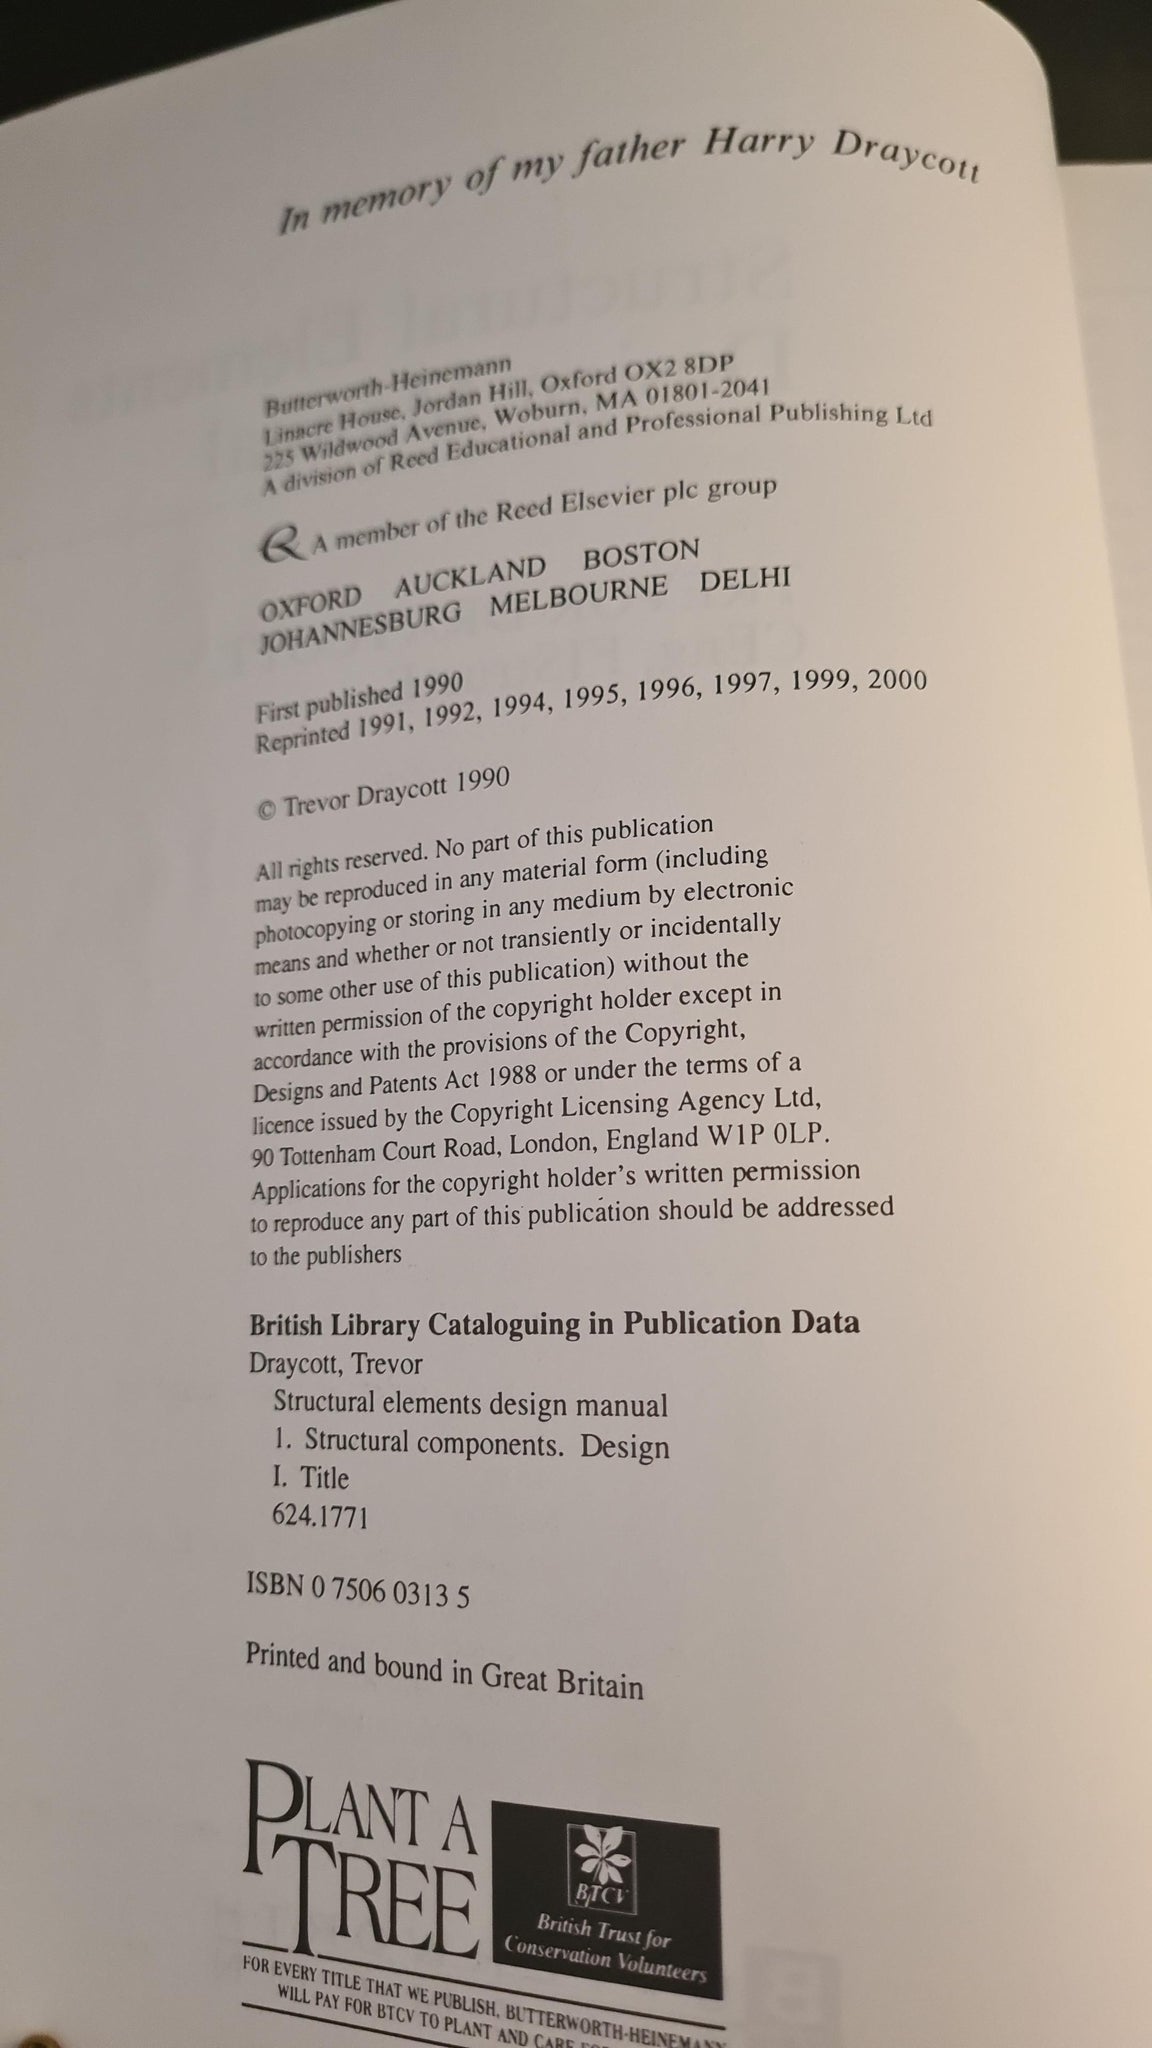 In memory of my father Harry Draycott
Butterworth-Heinemann
Linacre House, Jordan Hill, Oxford OX2 8DP
225 Wildwood Avenue, Woburn, MA 01801-2041
A division of Reed Educational and Professional Publishing Ltd
A member of the Reed Elsevier plc group
OXFORD AUCKLAND BOSTON
JOHANNESBURG MELBOURNE DELHI
First published 1990
Reprinted 1991, 1992, 1994, 1995, 1996, 1997, 1999, 2000
© Trevor Draycott 1990
All rights reserved. No part of this publication
may be reproduced in any material form (including
photocopying or storing in any medium by electronic
means and whether or not transiently or incidentally
to some other use of this publication) without the
written permission of the copyright holder except in
accordance with the provisions of the Copyright,
Designs and Patents Act 1988 or under the terms of a
licence issued by the Copyright Licensing Agency Ltd,
90 Tottenham Court Road, London, England W1P 0LP.
Applications for the copyright holder's written permission
to reproduce any part of this publication should be addressed
to the publishers
British Library Cataloguing in Publication Data
Draycott, Trevor
Structural elements design manual
1. Structural components. Design
I. Title
624.1771
ISBN 0 7506 0313 5
Printed and bound in Great Britain
PLANT A
TREE
BTCV
British Trust for
Conservation Volunteers
FOR EVERY TITLE THAT WE PUBLISH, BUTTERWORTH-HEINEMANN
WILL PAY FOR BTCV TO PLANT AND CARE